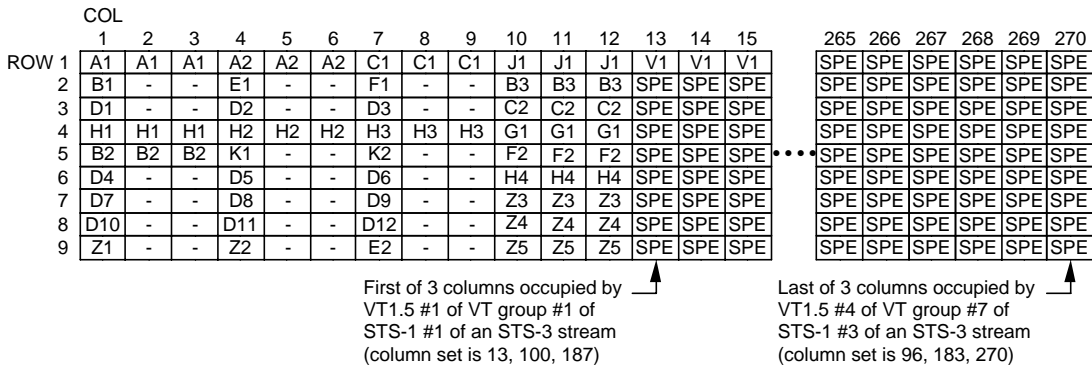 COL
1 2 3 4 5 6 7 8 9 10 11 12 13 14 15 265 266 267 268 269 270
ROW 1 A1 A1 A1 A2 A2 A2 C1 C1 C1 J1 J1 J1 V1 V1 V1 SPE SPE SPE SPE SPE SPE
2 B1 - - E1 - - F1 - - B3 B3 B3 SPE SPE SPE SPE SPE SPE SPE SPE SPE
3 D1 - - D2 - - D3 - - C2 C2 C2 SPE SPE SPE SPE SPE SPE SPE SPE SPE
4 H1 H1 H1 H2 H2 H2 H3 H3 H3 G1 G1 G1 SPE SPE SPE SPE SPE SPE SPE SPE SPE
5 B2 B2 B2 K1 - - K2 - - F2 F2 F2 SPE SPE SPE •••• SPE SPE SPE SPE SPE SPE
6 D4 - - D5 - - D6 - - H4 H4 H4 SPE SPE SPE SPE SPE SPE SPE SPE SPE
7 D7 - - D8 - - D9 - - Z3 Z3 Z3 SPE SPE SPE SPE SPE SPE SPE SPE SPE
8 D10 - - D11 - - D12 - - Z4 Z4 Z4 SPE SPE SPE SPE SPE SPE SPE SPE SPE
9 Z1 - - Z2 - - E2 - - Z5 Z5 Z5 SPE SPE SPE SPE SPE SPE SPE SPE SPE
First of 3 columns occupied by
VT1.5 #1 of VT group #1 of
STS-1 #1 of an STS-3 stream
(column set is 13, 100, 187)
Last of 3 columns occupied by
VT1.5 #4 of VT group #7 of
STS-1 #3 of an STS-3 stream
(column set is 96, 183, 270)